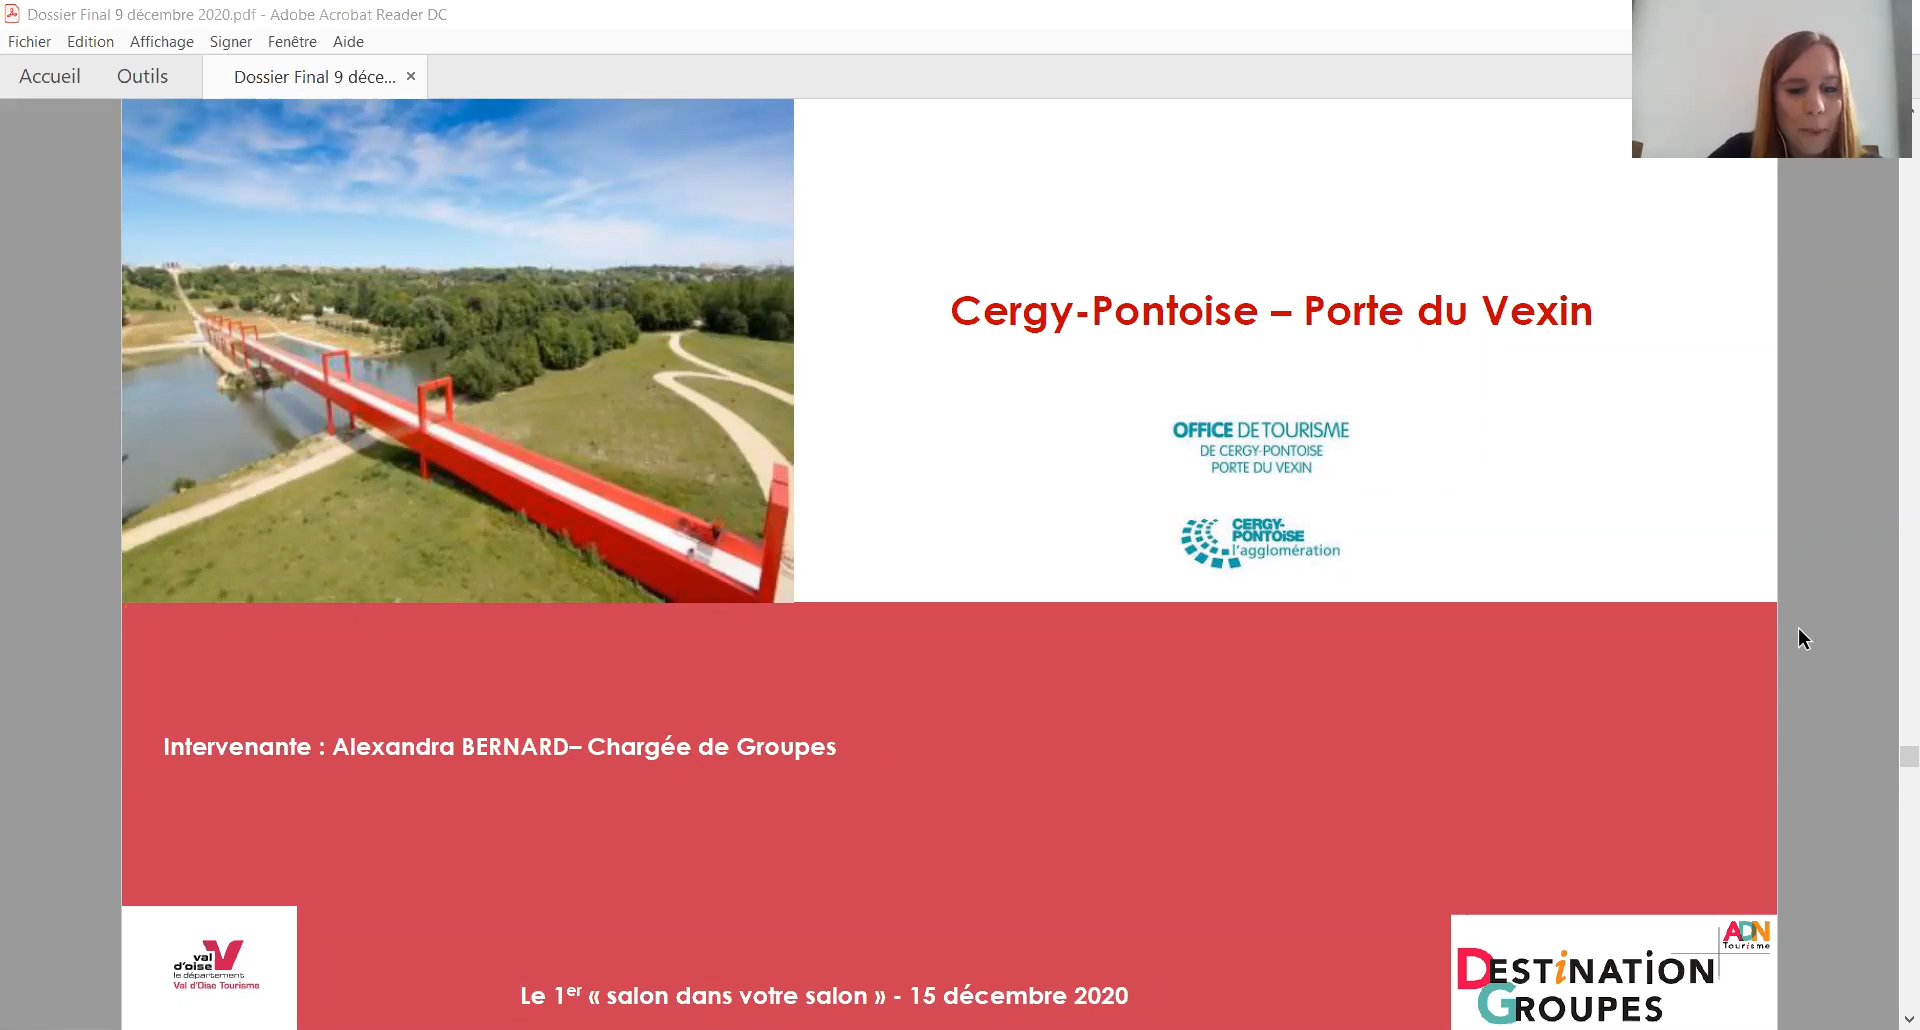 Dossier Final 9 décembre 2020.pdf - Adobe Acrobat Reader DC
Fichier Edition Affichage Signer Fenêtre Aide
Accueil Outils Dossier Final 9 déce... ×
Cergy-Pontoise – Porte du Vexin
OFFICE DE TOURISME
DE CERGY-PONTOISE
PORTE DU VEXIN
CERGY-
PONTOISE
l'agglomération
Intervenante : Alexandra BERNARD– Chargée de Groupes
val
d'oise
le département
Val d'Oise Tourisme
Le 1er « salon dans votre salon » - 15 décembre 2020
ADN
Tourisme
DESTiNATiON
GROUPES